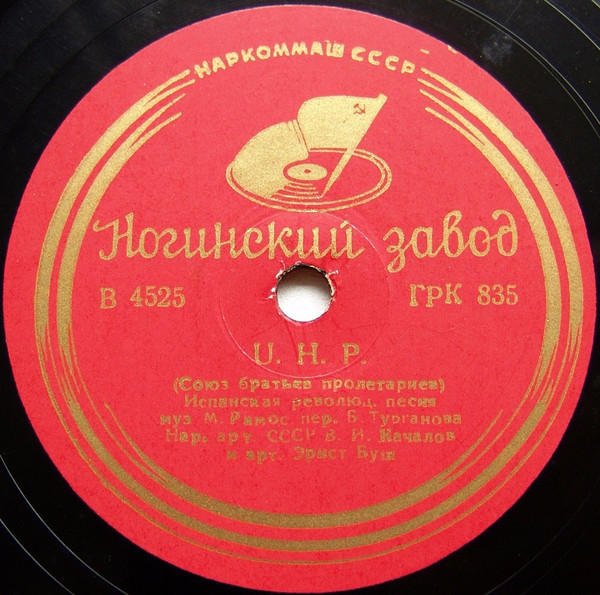 НАРКОММАШ СССР
Ногинский завод
В 4525 ГРК 835
U. H. P.
(Союз братьев пролетариев)
Испанская революц. песня
муз. М. Рамос пер. Б. Турганова
Нар. арт. СССР В. И. Качалов
и арт. Эрнст Буш